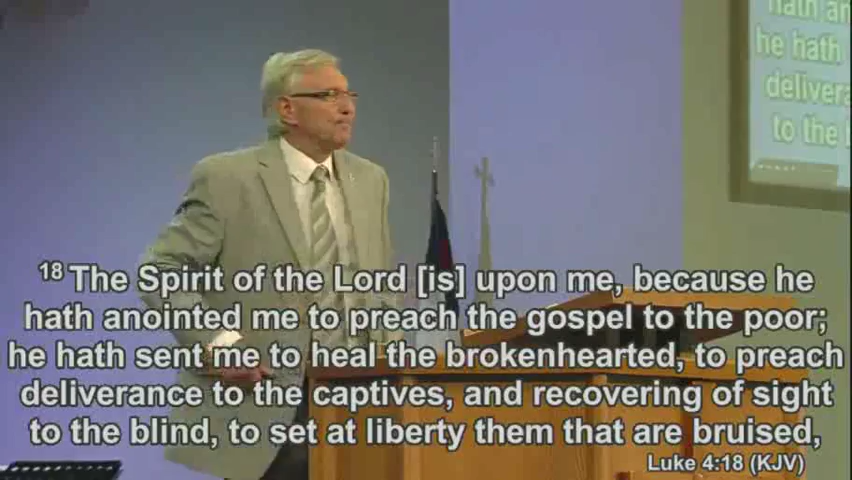 hath an
he hath
deliver
to the
18 The Spirit of the Lord [is] upon me, because he
hath anointed me to preach the gospel to the poor;
he hath sent me to heal the brokenhearted, to preach
deliverance to the captives, and recovering of sight
to the blind, to set at liberty them that are bruised,
Luke 4:18 (KJV)